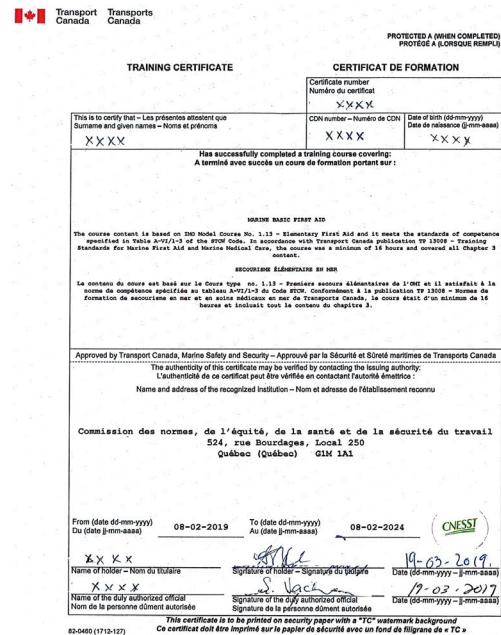 Transport Transports
Canada Canada
PROTECTED A (WHEN COMPLETED)
PROTÉGÉ A (LORSQUE REMPLI)
TRAINING CERTIFICATE
CERTIFICAT DE FORMATION
Certificate number
Numéro du certificat
XXXX
This is to certify that – Les présentes attestent que
Surname and given names – Noms et prénoms
XXXX
CDN number – Numéro de CDN
XXXX
Date of birth (dd-mm-yyyy)
Date de naissance (jj-mm-aaaa)
XXXX
Has successfully completed a training course covering:
A terminé avec succès un cours de formation portant sur :
MARINE BASIC FIRST AID
The course content is based on IMO Model Course No. 1.13 – Elementary First Aid and it meets the standards of competence
specified in Table A-VI/1-3 of the STCW Code. In accordance with Transport Canada publication TP 13008 – Training
Standards for Marine First Aid and Marine Medical Care, the course was a minimum of 16 hours and covered all Chapter 3
content.
SECOURISME ÉLÉMENTAIRE EN MER
Le contenu du cours est basé sur le Cours type no. 1.13 – Premiers secours élémentaires de l'OMI et il satisfait à la
norme de compétence spécifiée au tableau A-VI/1-3 du Code STCW. Conformément à la publication TP 13008 – Normes de
formation de secourisme en mer et en soins médicaux en mer de Transports Canada, le cours était d'un minimum de 16
heures et incluait tout le contenu du chapitre 3.
Approved by Transport Canada, Marine Safety and Security – Approuvé par la Sécurité et Sûreté maritimes de Transports Canada
The authenticity of this certificate may be verified by contacting the issuing authority:
L'authenticité de ce certificat peut être vérifiée en contactant l'autorité émettrice :
Name and address of the recognized institution – Nom et adresse de l'établissement reconnu
Commission des normes, de l'équité, de la santé et de la sécurité du travail
524, rue Bourdages, Local 250
Québec (Québec) G1M 1A1
From (date dd-mm-yyyy)
Du (date jj-mm-aaaa)
08-02-2019
To (dd-mm-yyyy)
Au (date jj-mm-aaaa)
08-02-2024
CNESST
XXXX
19-03-2019.
Name of holder – Nom du titulaire
Signature of holder – Signature du titulaire
Date (dd-mm-yyyy – jj-mm-aaaa)
XXXX
19-03-2019
Name of the duly authorized official
Nom de la personne dûment autorisée
Signature of the duly authorized official
Signature de la personne dûment autorisée
Date (dd-mm-yyyy – jj-mm-aaaa)
82-0460 (1712-127)
This certificate is to be printed on security paper with a "TC" watermark background
Ce certificat doit être imprimé sur le papier de sécurité avec un fond de filigrane de « TC »